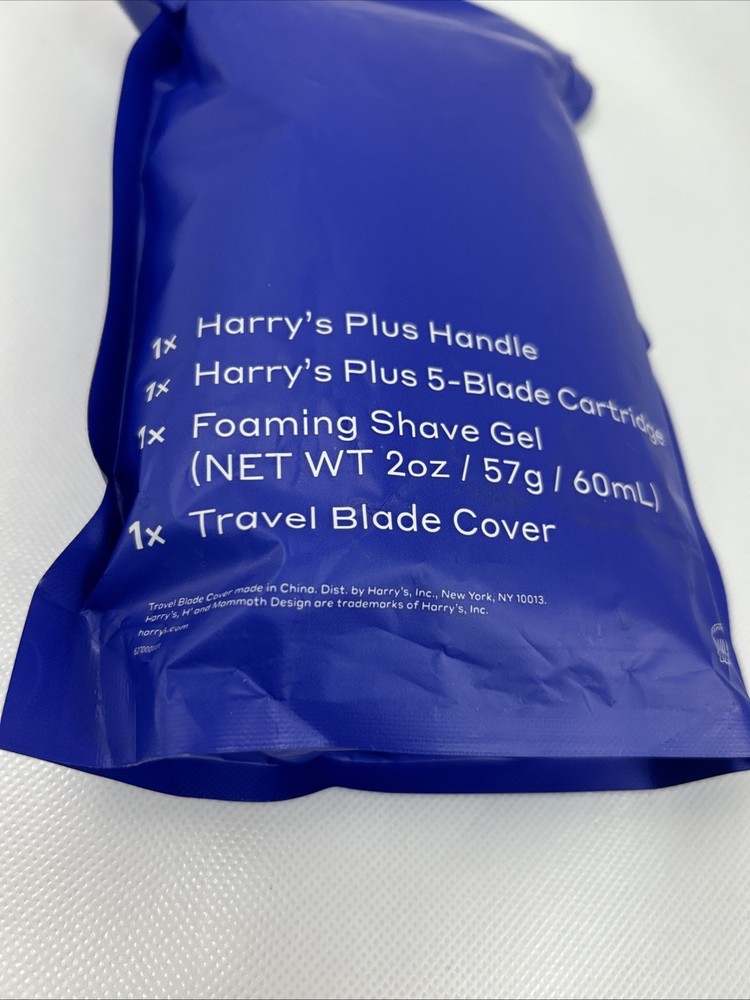 1x Harry's Plus Handle
1x Harry's Plus 5-Blade Cartridge
1x Foaming Shave Gel
(NET WT 2oz / 57g / 60mL)
1x Travel Blade Cover
Travel Blade Cover made in China. Dist. by Harry's, Inc., New York, NY 10013.
Harry's, H' and Mammoth Design are trademarks of Harry's, Inc.
harrys.com